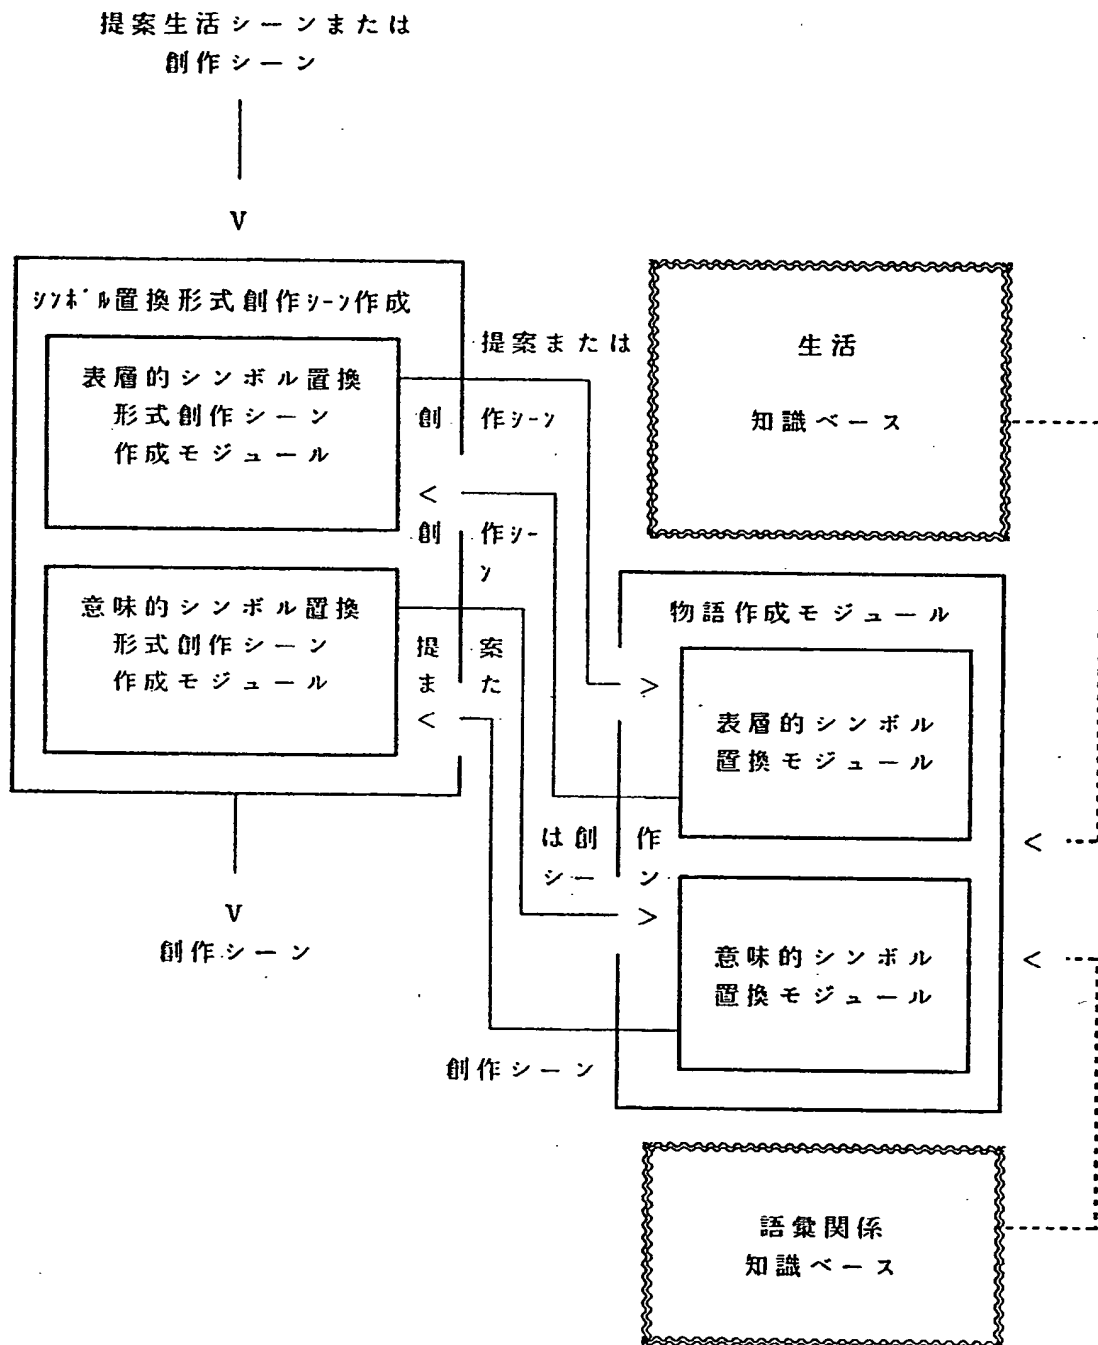 提案生活シーンまたは
創作シーン
V
シンボル置換形式創作シーン作成
表層的シンボル置換
形式創作シーン
作成モジュール
提案または
創作シーン
<
創作シー
ン
意味的シンボル置換
形式創作シーン
作成モジュール
提案
また
<
は創作
シーン
V
創作シーン
生活
知識ベース
物語作成モジュール
>
表層的シンボル
置換モジュール
<
>
意味的シンボル
置換モジュール
<
創作シーン
語彙関係
知識ベース